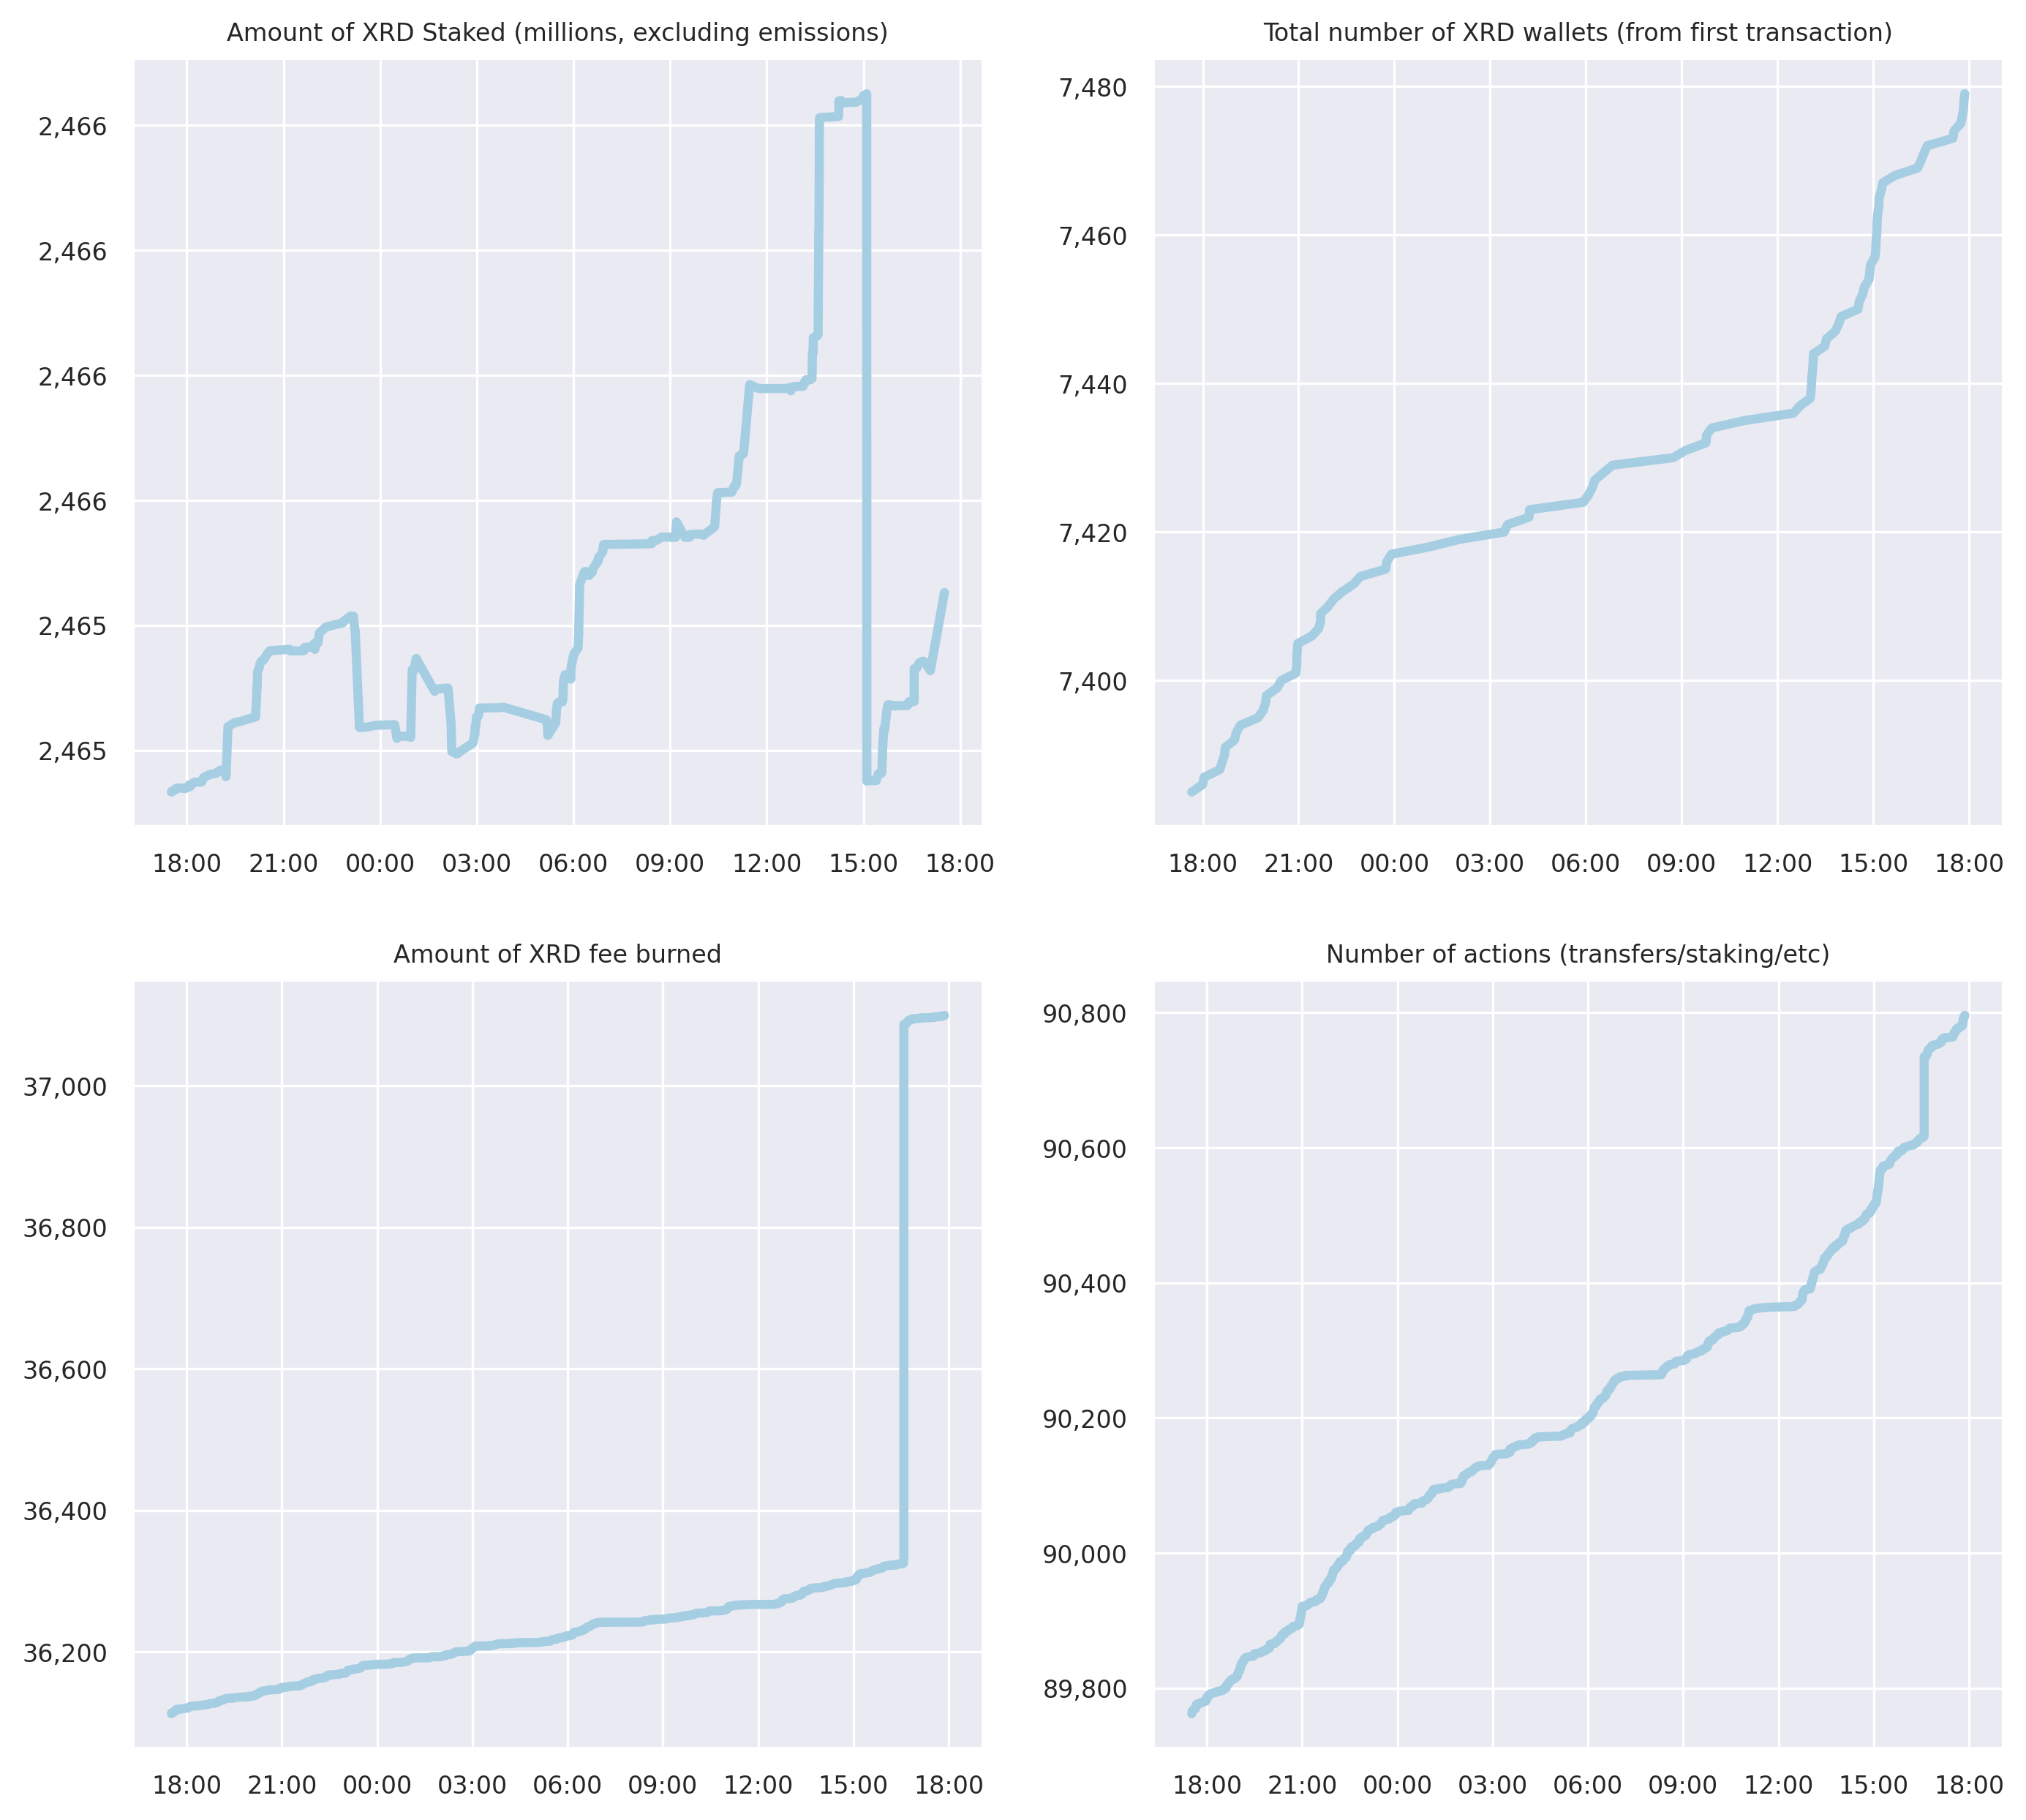 Amount of XRD Staked (millions, excluding emissions)
2,466
2,466
2,466
2,466
2,465
2,465
18:00 21:00 00:00 03:00 06:00 09:00 12:00 15:00 18:00
Total number of XRD wallets (from first transaction)
7,480
7,460
7,440
7,420
7,400
18:00 21:00 00:00 03:00 06:00 09:00 12:00 15:00 18:00
Amount of XRD fee burned
37,000
36,800
36,600
36,400
36,200
18:00 21:00 00:00 03:00 06:00 09:00 12:00 15:00 18:00
Number of actions (transfers/staking/etc)
90,800
90,600
90,400
90,200
90,000
89,800
18:00 21:00 00:00 03:00 06:00 09:00 12:00 15:00 18:00